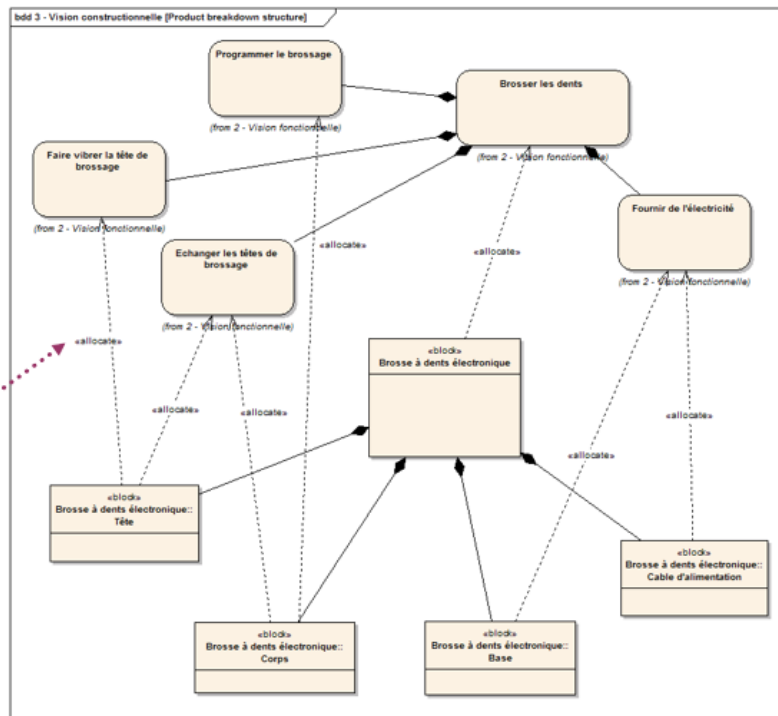 bdd 3 - Vision constructionnelle [Product breakdown structure]
Programmer le brossage
(from 2 - Vision fonctionnelle)
Brosser les dents
(from 2 - Vision fonctionnelle)
Faire vibrer la tête de
brossage
(from 2 - Vision fonctionnelle)
Fournir de l'électricité
(from 2 - Vision fonctionnelle)
Echanger les têtes de
brossage
(from 2 - Vision fonctionnelle)
«allocate»
«allocate»
«allocate»
«allocate»
«allocate»
«allocate»
«allocate»
«block»
Brosse à dents électronique
«block»
Brosse à dents électronique::
Tête
«block»
Brosse à dents électronique::
Cable d'alimentation
«block»
Brosse à dents électronique::
Corps
«block»
Brosse à dents électronique::
Base